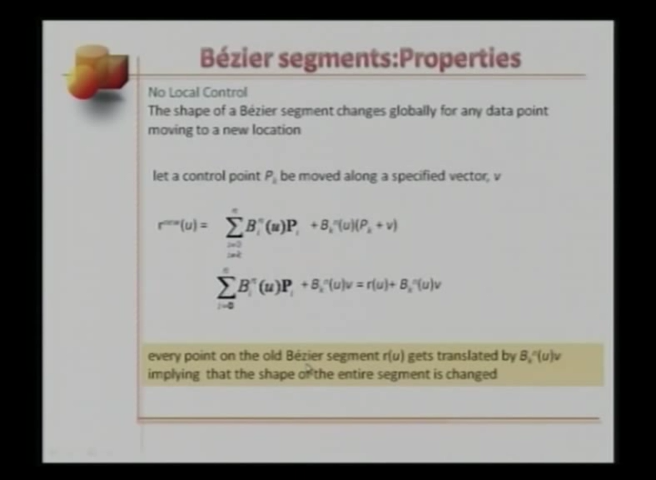 Bézier segments:Properties
No Local Control
The shape of a Bézier segment changes globally for any data point
moving to a new location
let a control point Pₖ be moved along a specified vector, v
rⁿᵉʷ(u) = ∑ Bᵢⁿ(u)Pᵢ + Bₖⁿ(u)(Pₖ + v)
n
i=0
i≠k
∑ Bᵢⁿ(u)Pᵢ + Bₖⁿ(u)v = r(u)+ Bₖⁿ(u)v
n
i=0
every point on the old Bézier segment r(u) gets translated by Bₖⁿ(u)v
implying that the shape of the entire segment is changed